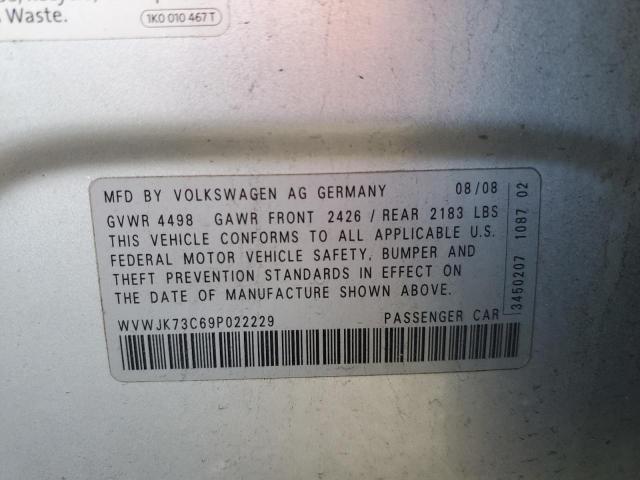 Waste.
1K0 010 467 T
MFD BY VOLKSWAGEN AG GERMANY 08/08
GVWR 4498 GAWR FRONT 2426 / REAR 2183 LBS
THIS VEHICLE CONFORMS TO ALL APPLICABLE U.S.
FEDERAL MOTOR VEHICLE SAFETY, BUMPER AND
THEFT PREVENTION STANDARDS IN EFFECT ON
THE DATE OF MANUFACTURE SHOWN ABOVE.
WVWJK73C69P022229 PASSENGER CAR
3450207 1087 02